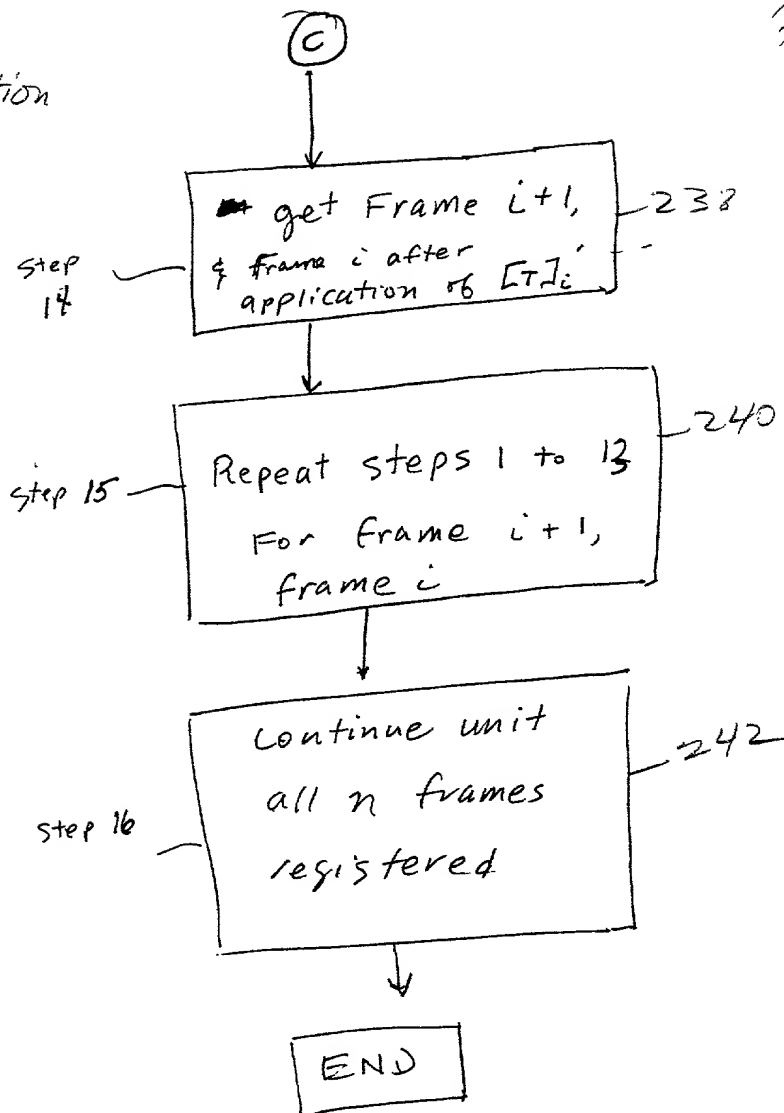 C
tion
get Frame i+1,
& frame i after
application of [T]i'
238
step
14
Repeat steps 1 to 13
For frame i+1,
frame i
240
step 15
Continue unit
all n frames
registered
242
step 16
END